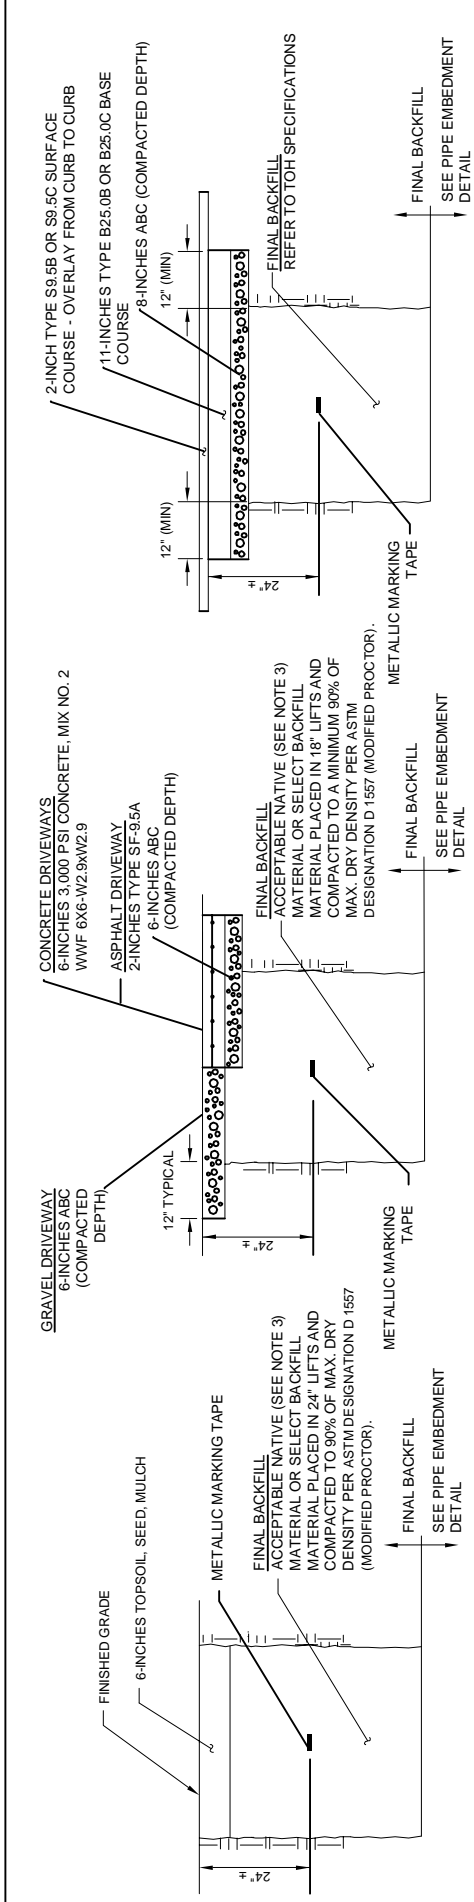 FINISHED GRADE
6-INCHES TOPSOIL, SEED, MULCH
METALLIC MARKING TAPE
FINAL BACKFILL
ACCEPTABLE NATIVE (SEE NOTE 3)
MATERIAL OR SELECT BACKFILL
MATERIAL PLACED IN 24" LIFTS AND
COMPACTED TO 90% OF MAX. DRY
DENSITY PER ASTM DESIGNATION D 1557
(MODIFIED PROCTOR).
24" ±
FINAL BACKFILL
SEE PIPE EMBEDMENT
DETAIL
GRAVEL DRIVEWAY
6-INCHES ABC
(COMPACTED
DEPTH)
CONCRETE DRIVEWAYS
6-INCHES 3,000 PSI CONCRETE, MIX NO. 2
WWF 6X6-W2.9xW2.9
ASPHALT DRIVEWAY
2-INCHES TYPE SF-9.5A
6-INCHES ABC
(COMPACTED DEPTH)
12" TYPICAL
24" ±
FINAL BACKFILL
ACCEPTABLE NATIVE (SEE NOTE 3)
MATERIAL OR SELECT BACKFILL
MATERIAL PLACED IN 18" LIFTS AND
COMPACTED TO A MINIMUM 90% OF
MAX. DRY DENSITY PER ASTM
DESIGNATION D 1557 (MODIFIED PROCTOR).
METALLIC MARKING
TAPE
FINAL BACKFILL
SEE PIPE EMBEDMENT
DETAIL
2-INCH TYPE S9.5B OR S9.5C SURFACE
COURSE - OVERLAY FROM CURB TO CURB
11-INCHES TYPE B25.0B OR B25.0C BASE
COURSE
8-INCHES ABC (COMPACTED DEPTH)
12" (MIN)
12" (MIN)
24" ±
FINAL BACKFILL
REFER TO TOH SPECIFICATIONS
METALLIC MARKING
TAPE
FINAL BACKFILL
SEE PIPE EMBEDMENT
DETAIL